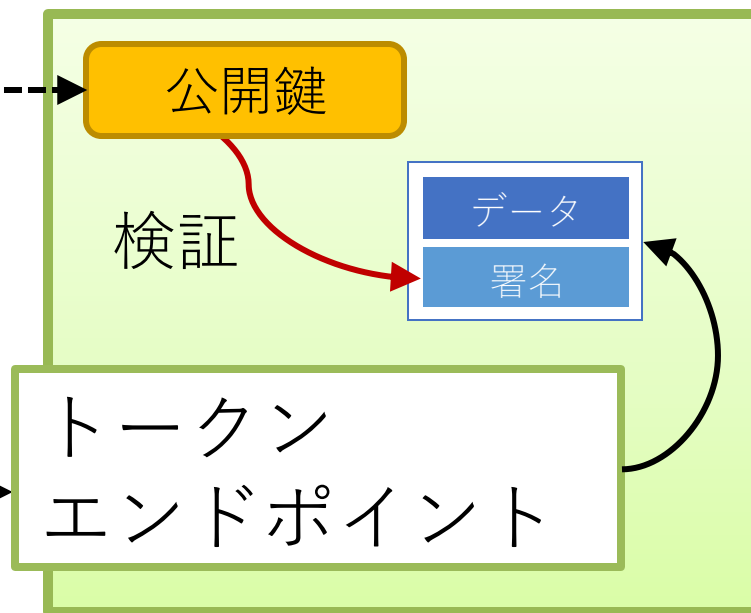 公開鍵
データ
検証
署名
トークン
エンドポイント